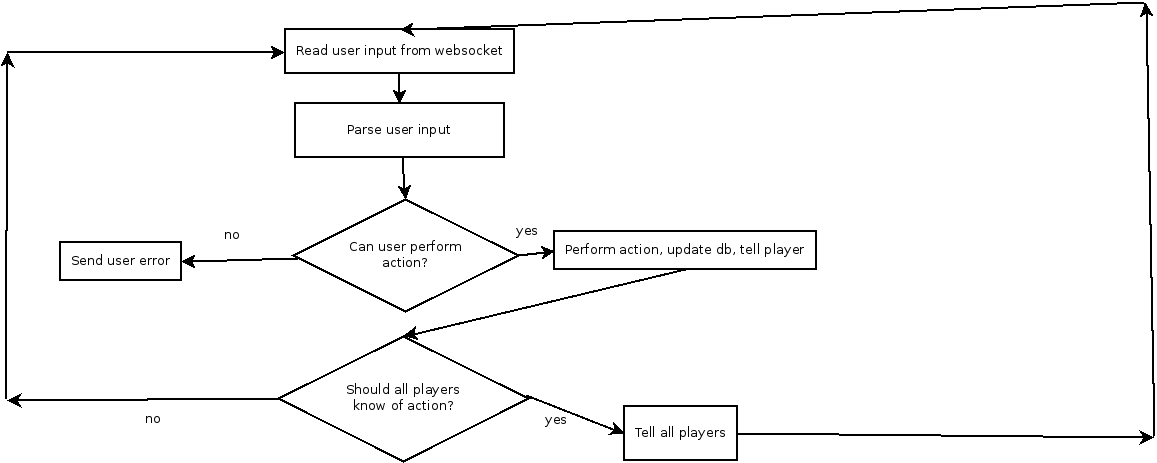 Read user input from websocket
Parse user input
no
yes
Can user perform
action?
Send user error
Perform action, update db, tell player
Should all players
know of action?
no
yes
Tell all players